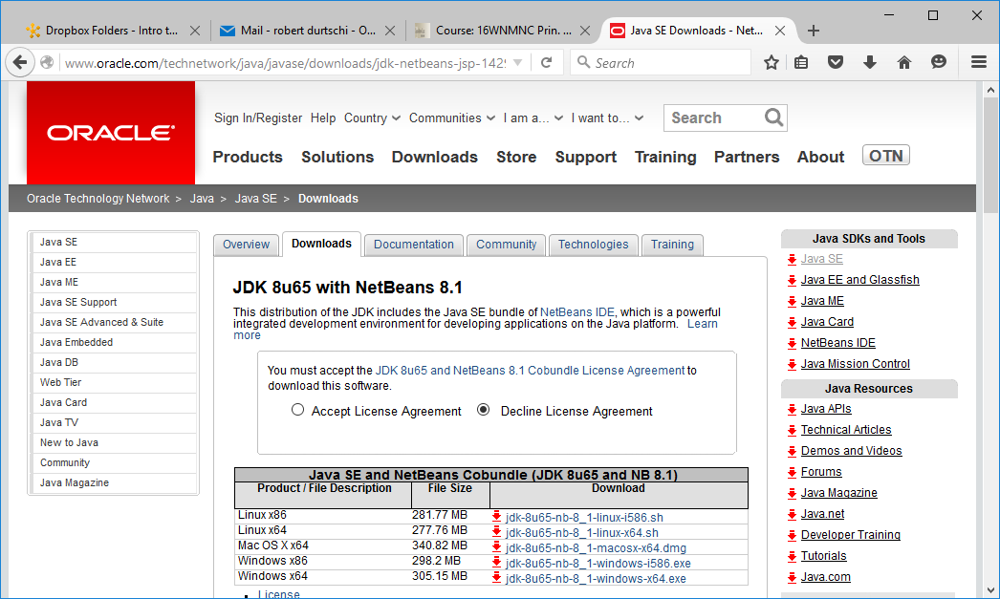 Dropbox Folders - Intro t...
Mail - robert durtschi - O...
Course: 16WNMNC Prin. ...
Java SE Downloads - Net...
www.oracle.com/technetwork/java/javase/downloads/jdk-netbeans-jsp-142
Search
ORACLE
Sign In/Register Help Country Communities I am a... I want to...
Search
Products Solutions Downloads Store Support Training Partners About OTN
Oracle Technology Network > Java > Java SE > Downloads
Java SE
Java EE
Java ME
Java SE Support
Java SE Advanced & Suite
Java Embedded
Java DB
Web Tier
Java Card
Java TV
New to Java
Community
Java Magazine
Overview Downloads Documentation Community Technologies Training
JDK 8u65 with NetBeans 8.1
This distribution of the JDK includes the Java SE bundle of NetBeans IDE, which is a powerful
integrated development environment for developing applications on the Java platform. Learn
more
You must accept the JDK 8u65 and NetBeans 8.1 Cobundle License Agreement to
download this software.
Accept License Agreement Decline License Agreement
Java SE and NetBeans Cobundle (JDK 8u65 and NB 8.1)
Product / File Description File Size Download
Linux x86 281.77 MB jdk-8u65-nb-8_1-linux-i586.sh
Linux x64 277.76 MB jdk-8u65-nb-8_1-linux-x64.sh
Mac OS X x64 340.82 MB jdk-8u65-nb-8_1-macosx-x64.dmg
Windows x86 298.2 MB jdk-8u65-nb-8_1-windows-i586.exe
Windows x64 305.15 MB jdk-8u65-nb-8_1-windows-x64.exe
License
Java SDKs and Tools
Java SE
Java EE and Glassfish
Java ME
Java Card
NetBeans IDE
Java Mission Control
Java Resources
Java APIs
Technical Articles
Demos and Videos
Forums
Java Magazine
Java.net
Developer Training
Tutorials
Java.com